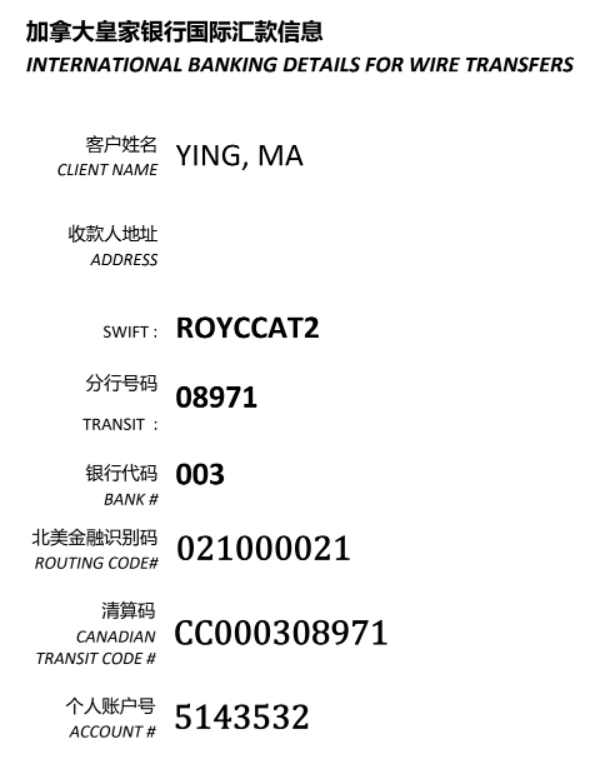 加拿大皇家银行国际汇款信息
INTERNATIONAL BANKING DETAILS FOR WIRE TRANSFERS
客户姓名
CLIENT NAME
YING, MA
收款人地址
ADDRESS
SWIFT :
ROYCCAT2
分行号码
TRANSIT :
08971
银行代码
BANK #
003
北美金融识别码
ROUTING CODE#
021000021
清算码
CANADIAN
TRANSIT CODE #
CC000308971
个人账户号
ACCOUNT #
5143532